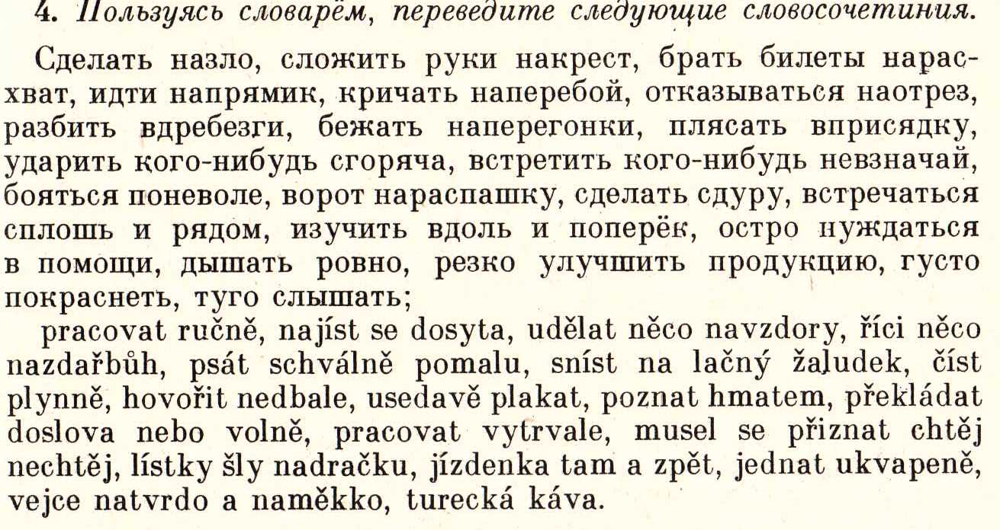 4. Пользуясь словарём, переведите следующие словосочетиния.
Сделать назло, сложить руки накрест, брать билеты нарас-
хват, идти напрямик, кричать наперебой, отказываться наотрез,
разбить вдребезги, бежать наперегонки, плясать вприсядку,
ударить кого-нибудь сгоряча, встретить кого-нибудь невзначай,
бояться поневоле, ворот нараспашку, сделать сдуру, встречаться
сплошь и рядом, изучить вдоль и поперёк, остро нуждаться
в помощи, дышать ровно, резко улучшить продукцию, густо
покраснеть, туго слышать;
pracovat ručně, najíst se dosyta, udělat něco navzdory, říci něco
nazdařbůh, psát schválně pomalu, sníst na lačný žaludek, číst
plynně, hovořit nedbale, usedavě plakat, poznat hmatem, překládat
doslova nebo volně, pracovat vytrvale, musel se přiznat chtěj
nechtěj, lístky šly nadračku, jízdenka tam a zpět, jednat ukvapeně,
vejce natvrdo a naměkko, turecká káva.